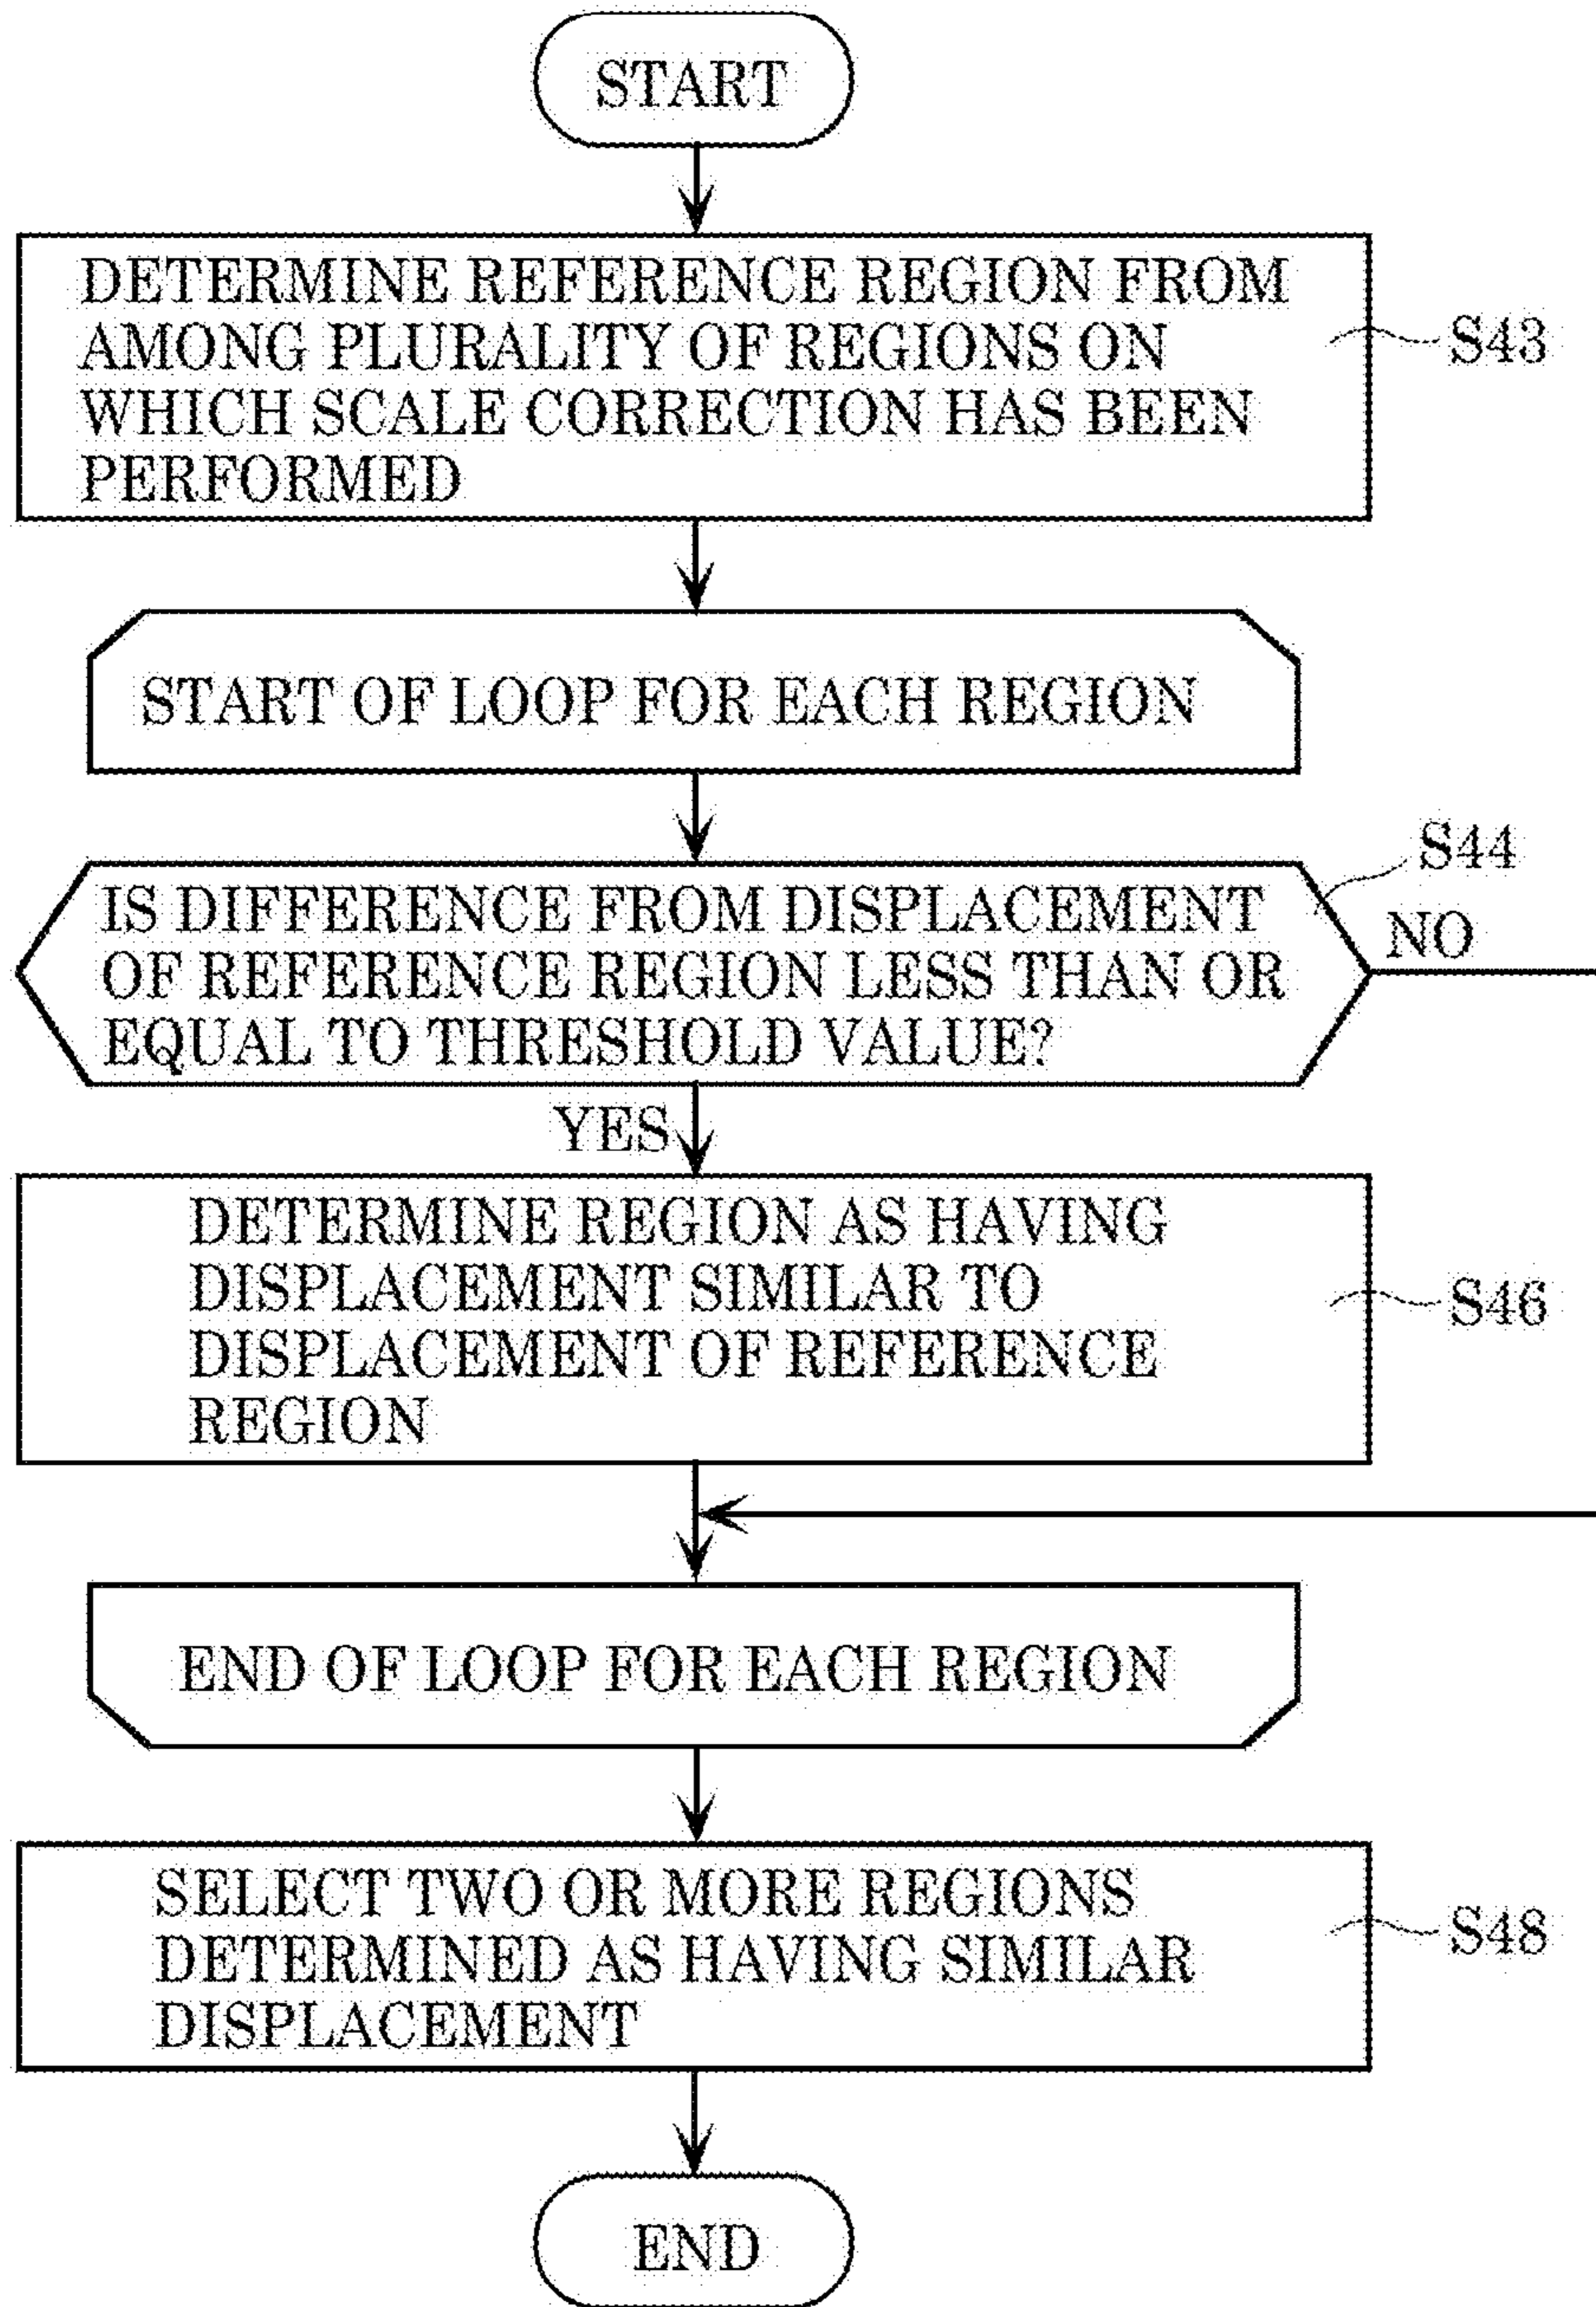 START
DETERMINE REFERENCE REGION FROM
AMONG PLURALITY OF REGIONS ON
WHICH SCALE CORRECTION HAS BEEN
PERFORMED
S43
START OF LOOP FOR EACH REGION
S44
IS DIFFERENCE FROM DISPLACEMENT
OF REFERENCE REGION LESS THAN OR
EQUAL TO THRESHOLD VALUE?
NO
YES
DETERMINE REGION AS HAVING
DISPLACEMENT SIMILAR TO
DISPLACEMENT OF REFERENCE
REGION
S46
END OF LOOP FOR EACH REGION
SELECT TWO OR MORE REGIONS
DETERMINED AS HAVING SIMILAR
DISPLACEMENT
S48
END